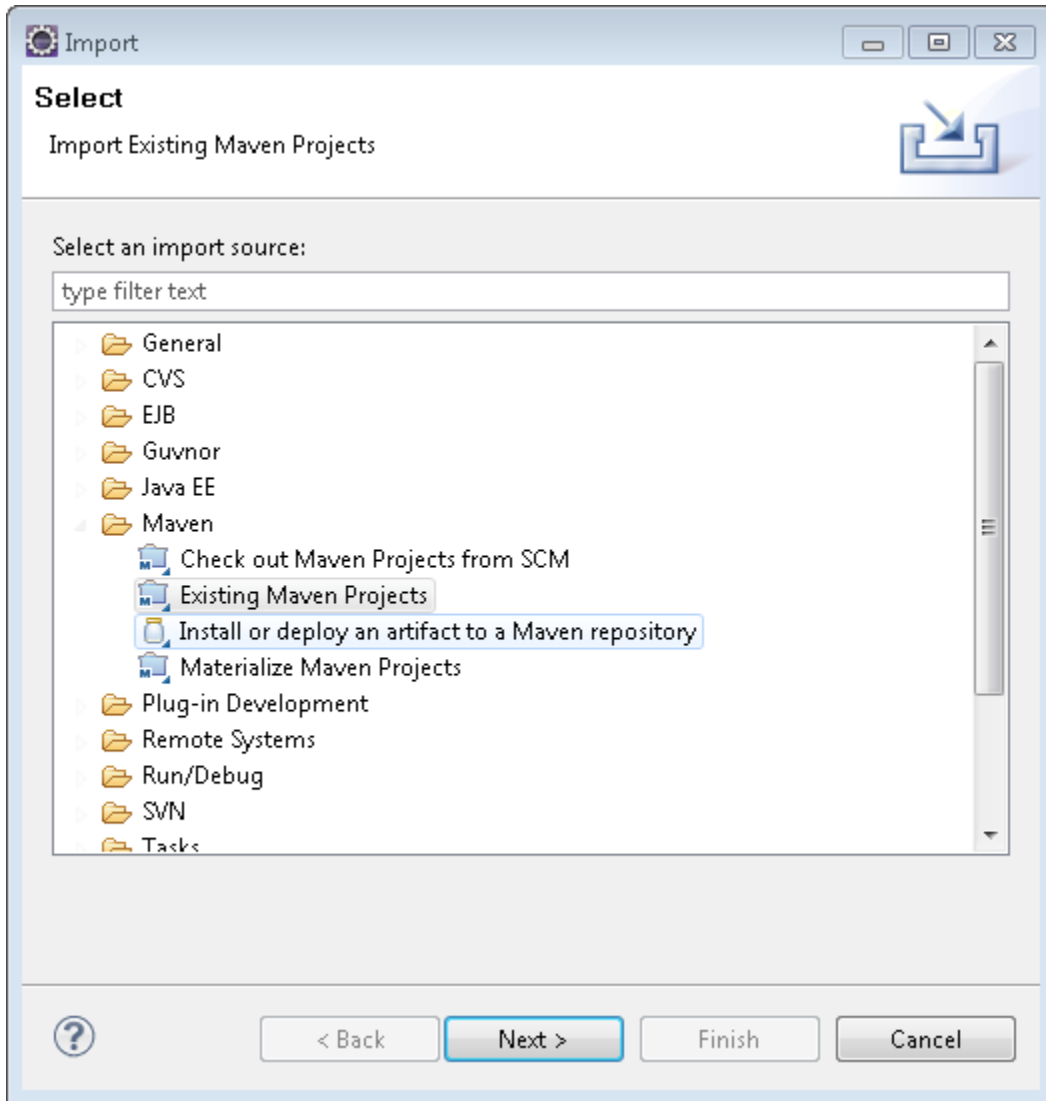 Import
Select
Import Existing Maven Projects
Select an import source:
type filter text
General
CVS
EJB
Guvnor
Java EE
Maven
Check out Maven Projects from SCM
Existing Maven Projects
Install or deploy an artifact to a Maven repository
Materialize Maven Projects
Plug-in Development
Remote Systems
Run/Debug
SVN
Tasks
? < Back Next > Finish Cancel